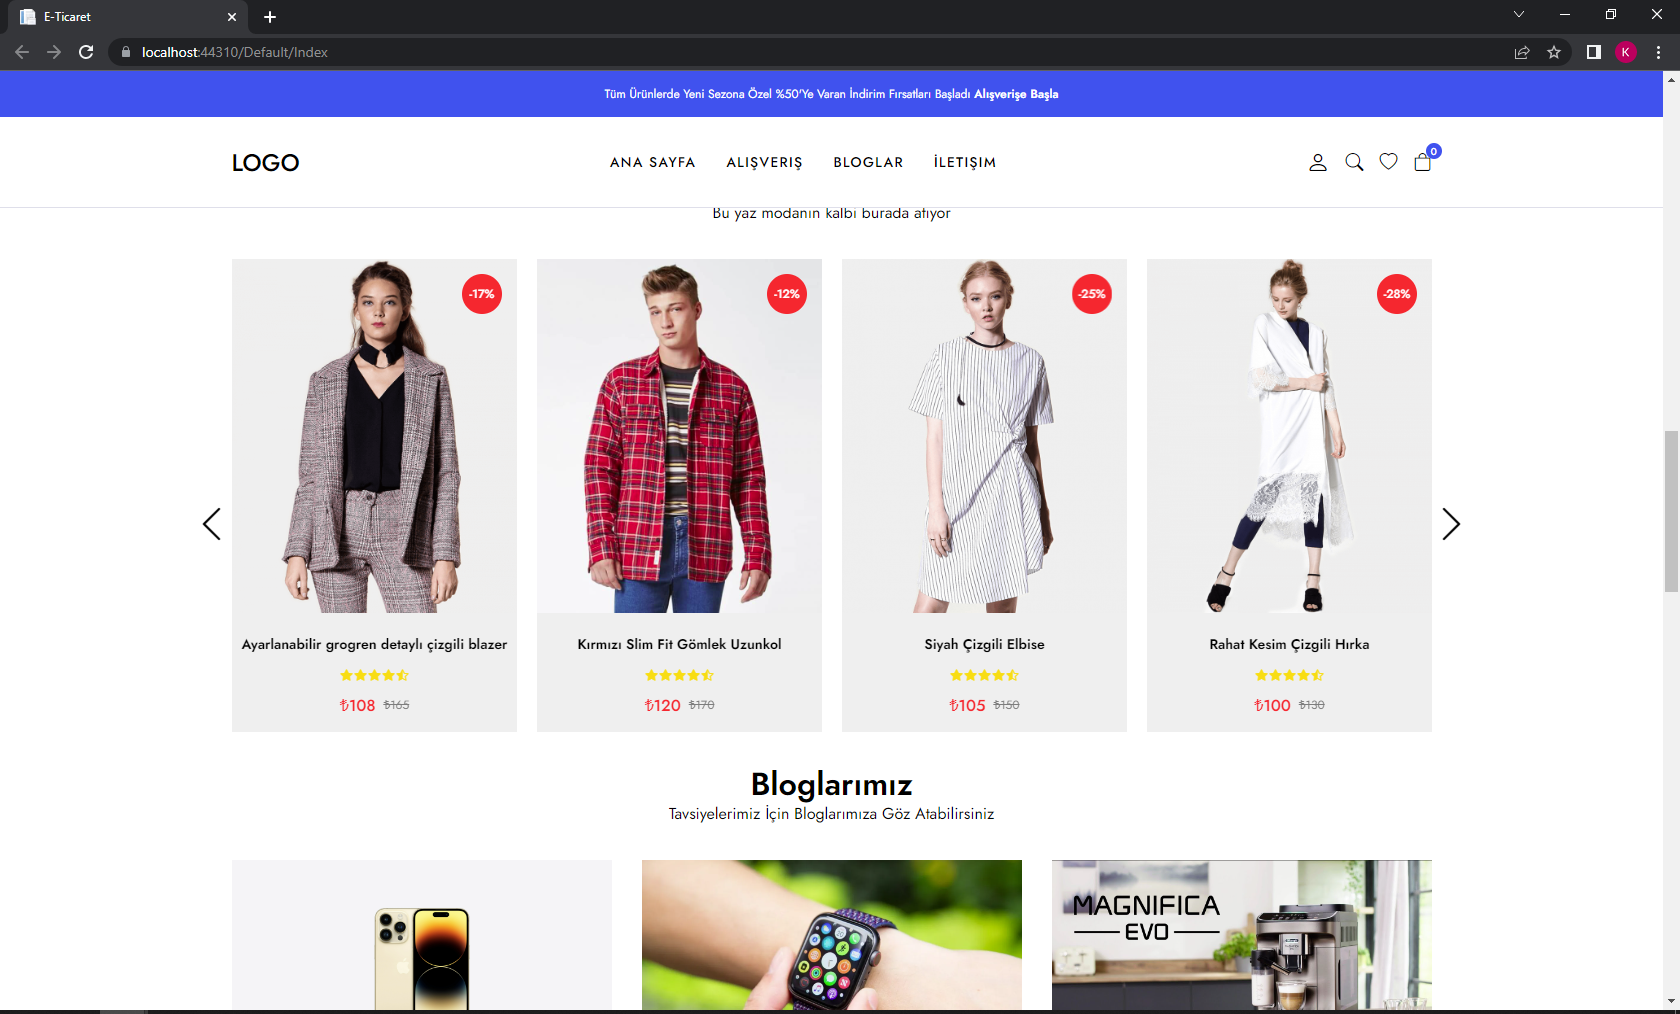 E-Ticaret
localhost:44310/Default/Index
K
Tüm Ürünlerde Yeni Sezona Özel %50'Ye Varan İndirim Fırsatları Başladı Alışverişe Başla
LOGO
ANA SAYFA
ALIŞVERIŞ
BLOGLAR
İLETIŞIM
0
Bu yaz modanın kalbi burada atıyor
-17%
-12%
-25%
-28%
Ayarlanabilir grogren detaylı çizgili blazer
₺108 ₺165
Kırmızı Slim Fit Gömlek Uzunkol
₺120 ₺170
Siyah Çizgili Elbise
₺105 ₺150
Rahat Kesim Çizgili Hırka
₺100 ₺130
Bloglarımız
Tavsiyelerimiz İçin Bloglarımıza Göz Atabilirsiniz
MAGNIFICA
EVO